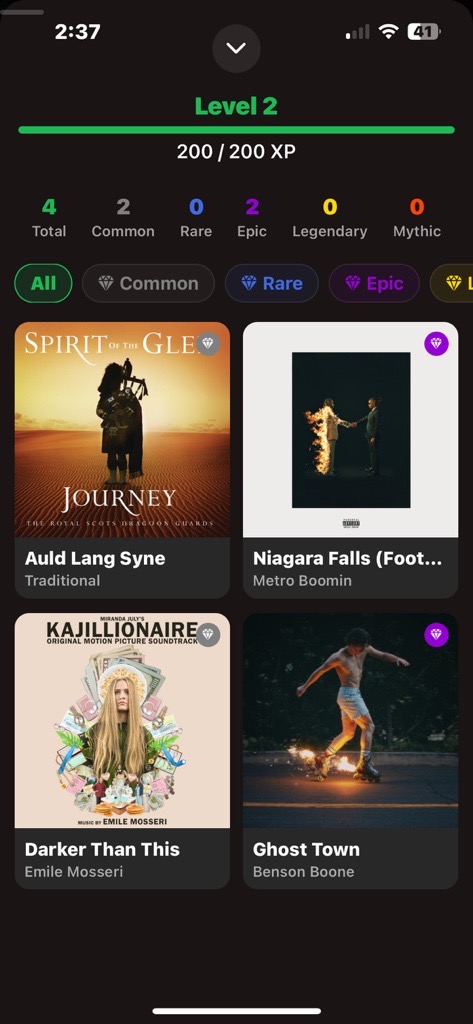 2:37
41
Level 2
200 / 200 XP
4
2
0
2
0
0
Total
Common
Rare
Epic
Legendary
Mythic
All
Common
Rare
Epic
L
SPIRIT OF THE GLE
JOURNEY
THE ROYAL SCOTS DRAGOON GUARDS
Auld Lang Syne
Traditional
Niagara Falls (Foot...
Metro Boomin
MIRANDA JULY'S
KAJILLIONAIRE
ORIGINAL MOTION PICTURE SOUNDTRACK
MUSIC BY EMILE MOSSERI
Darker Than This
Emile Mosseri
Ghost Town
Benson Boone